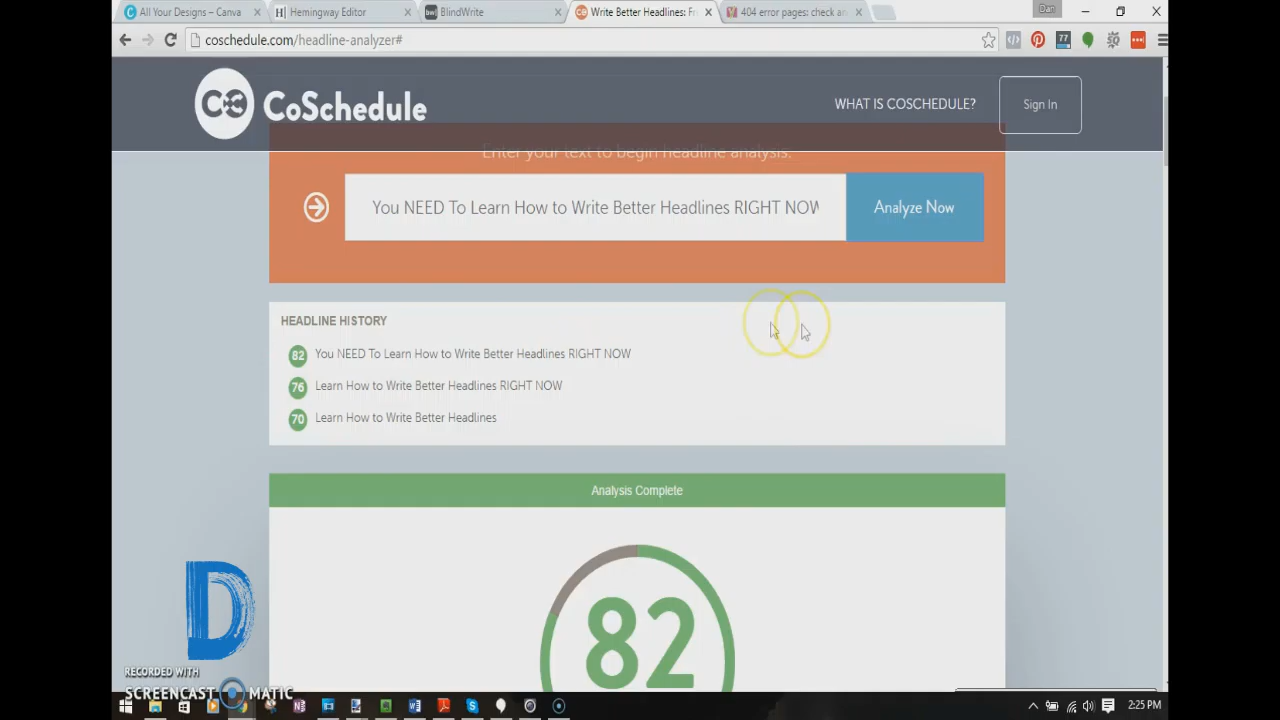 All Your Designs – Canva
Hemingway Editor
BlindWrite
Write Better Headlines: Fr
404 error pages: check an
Dan
coschedule.com/headline-analyzer#
77
CoSchedule
WHAT IS COSCHEDULE?
Sign In
Enter your text to begin headline analysis.
You NEED To Learn How to Write Better Headlines RIGHT NOW
Analyze Now
HEADLINE HISTORY
82 You NEED To Learn How to Write Better Headlines RIGHT NOW
76 Learn How to Write Better Headlines RIGHT NOW
70 Learn How to Write Better Headlines
Analysis Complete
82
D
RECORDED WITH
SCREENCAST MATIC
2:25 PM